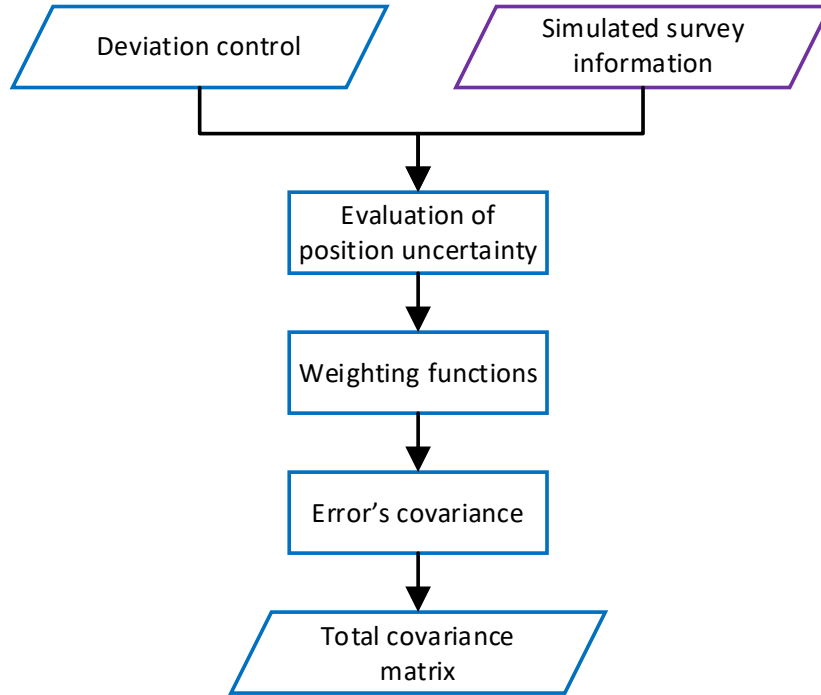 Deviation control
Simulated survey
information
Evaluation of
position uncertainty
Weighting functions
Error’s covariance
Total covariance
matrix